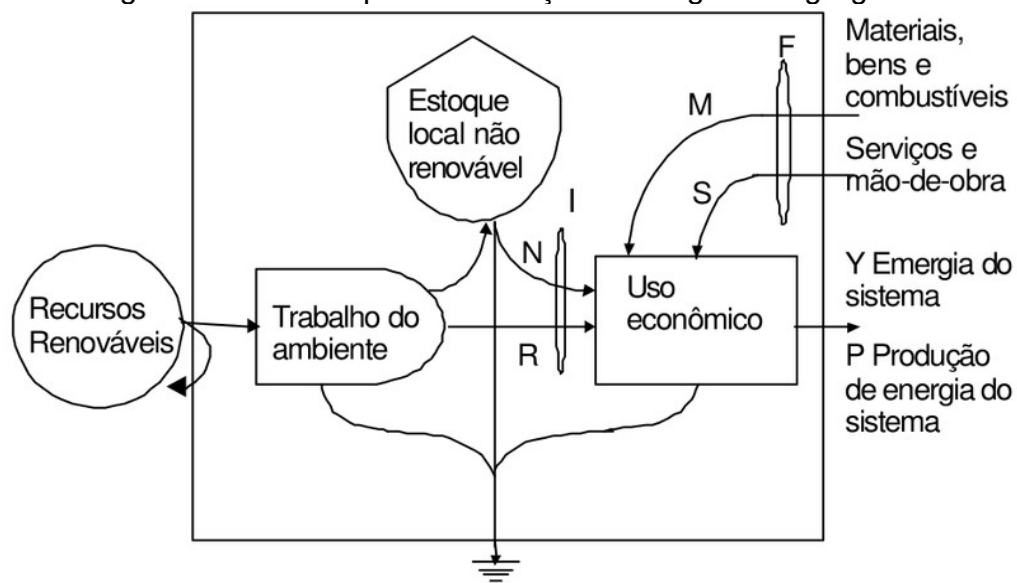 F
Materiais,
bens e
combustíveis
M
Serviços e
mão-de-obra
S
Estoque
local não
renovável
I
N
Recursos
Renováveis
Trabalho do
ambiente
R
Uso
econômico
Y Emergia do
sistema
P Produção
de energia do
sistema